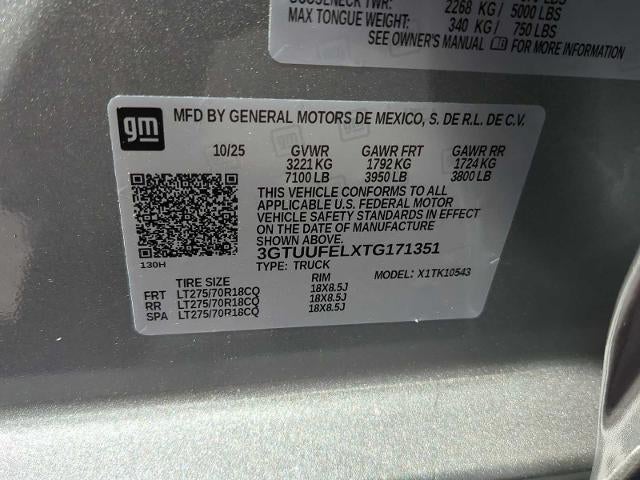 2268 KG/ 5000 LBS
MAX TONGUE WEIGHT: 340 KG/ 750 LBS
SEE OWNER'S MANUAL FOR MORE INFORMATION
gm
MFD BY GENERAL MOTORS DE MEXICO, S. DE R.L. DE C.V.
10/25 GVWR GAWR FRT GAWR RR
3221 KG 1792 KG 1724 KG
7100 LB 3950 LB 3800 LB
THIS VEHICLE CONFORMS TO ALL
APPLICABLE U.S. FEDERAL MOTOR
VEHICLE SAFETY STANDARDS IN EFFECT
ON THE DATE OF MANUFACTURE
SHOWN ABOVE.
3GTUUFELXTG171351
130H
TYPE: TRUCK MODEL: X1TK10543
TIRE SIZE RIM
FRT LT275/70R18CQ 18X8.5J
RR LT275/70R18CQ 18X8.5J
SPA LT275/70R18CQ 18X8.5J